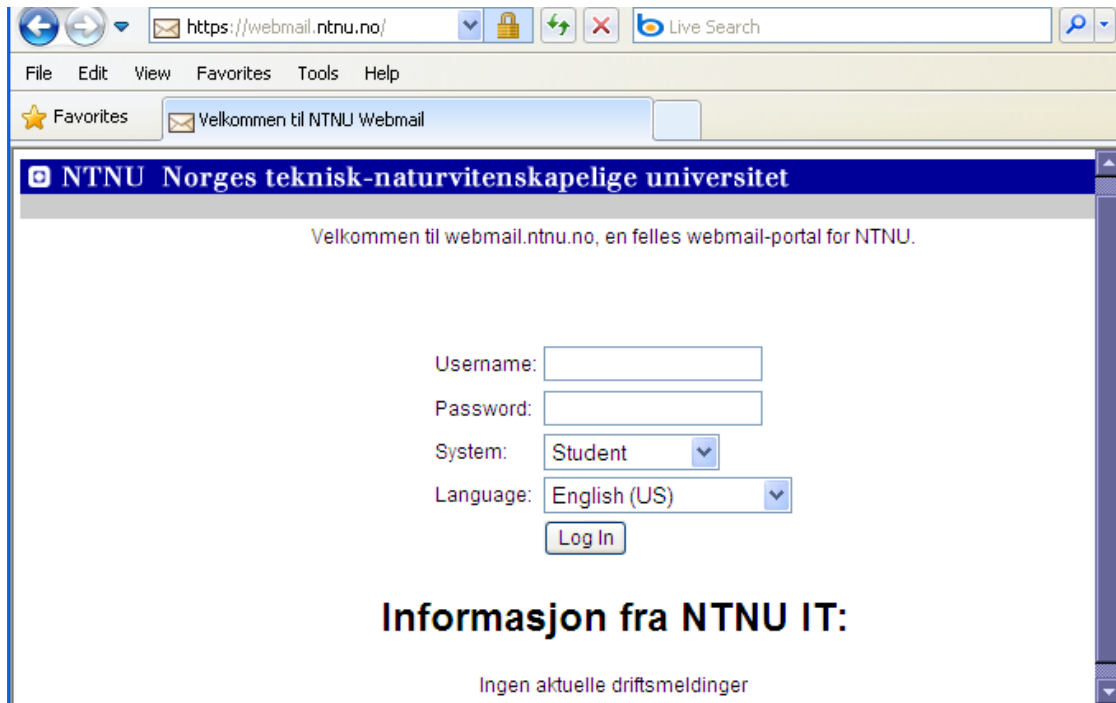 https://webmail.ntnu.no/ Live Search
File Edit View Favorites Tools Help
Favorites Velkommen til NTNU Webmail
NTNU Norges teknisk-naturvitenskapelige universitet
Velkommen til webmail.ntnu.no, en felles webmail-portal for NTNU.
Username:
Password:
System: Student
Language: English (US)
Log In
Informasjon fra NTNU IT:
Ingen aktuelle driftsmeldinger